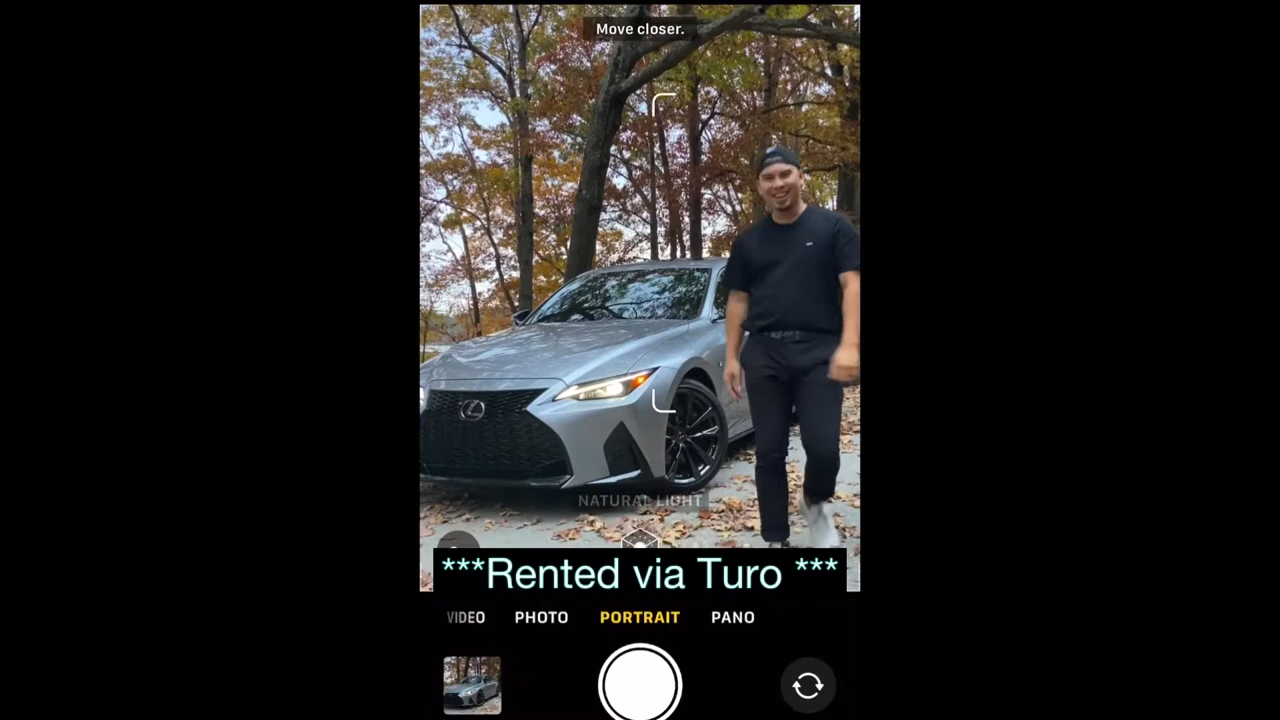 Move closer.
NATURAL LIGHT
***Rented via Turo ***
VIDEO PHOTO PORTRAIT PANO